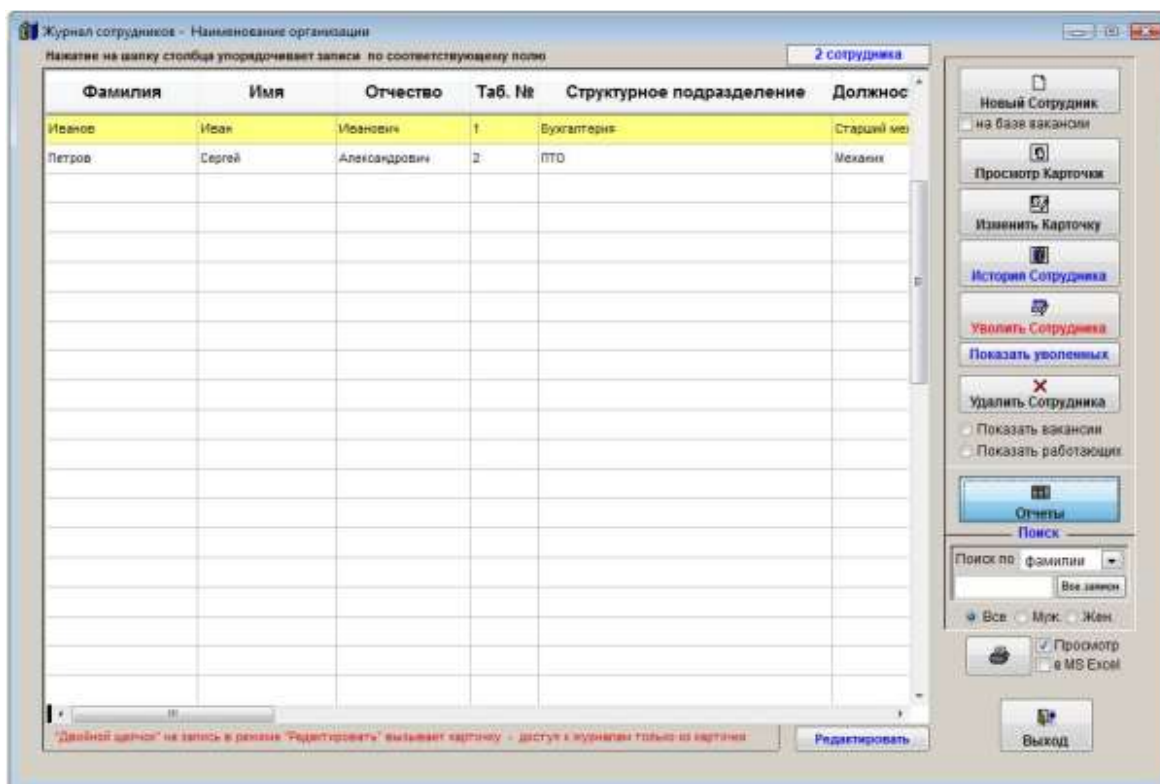 Журнал сотрудников - Наименование организации
Нажатие на шапку столбца упорядочивает записи по соответствующему полю
2 сотрудника
Фамилия Имя Отчество Таб. № Структурное подразделение Должнос
Иванов Иван Иванович 1 Бухгалтерия Старший мех
Петров Сергей Александрович 2 ПТО Механик
Новый Сотрудник
на базе вакансии
Просмотр Карточки
Изменить Карточку
История Сотрудника
Уволить Сотрудника
Показать уволенных
Удалить Сотрудника
Показать вакансии
Показать работающих
Отчеты
Поиск
Поиск по фамилии
Все записи
Все Муж. Жен.
Просмотр
в MS Excel
"Двойной щелчок" на запись в режиме "Редактировать" вызывает карточку - доступ к журналам только из карточки
Редактировать
Выход